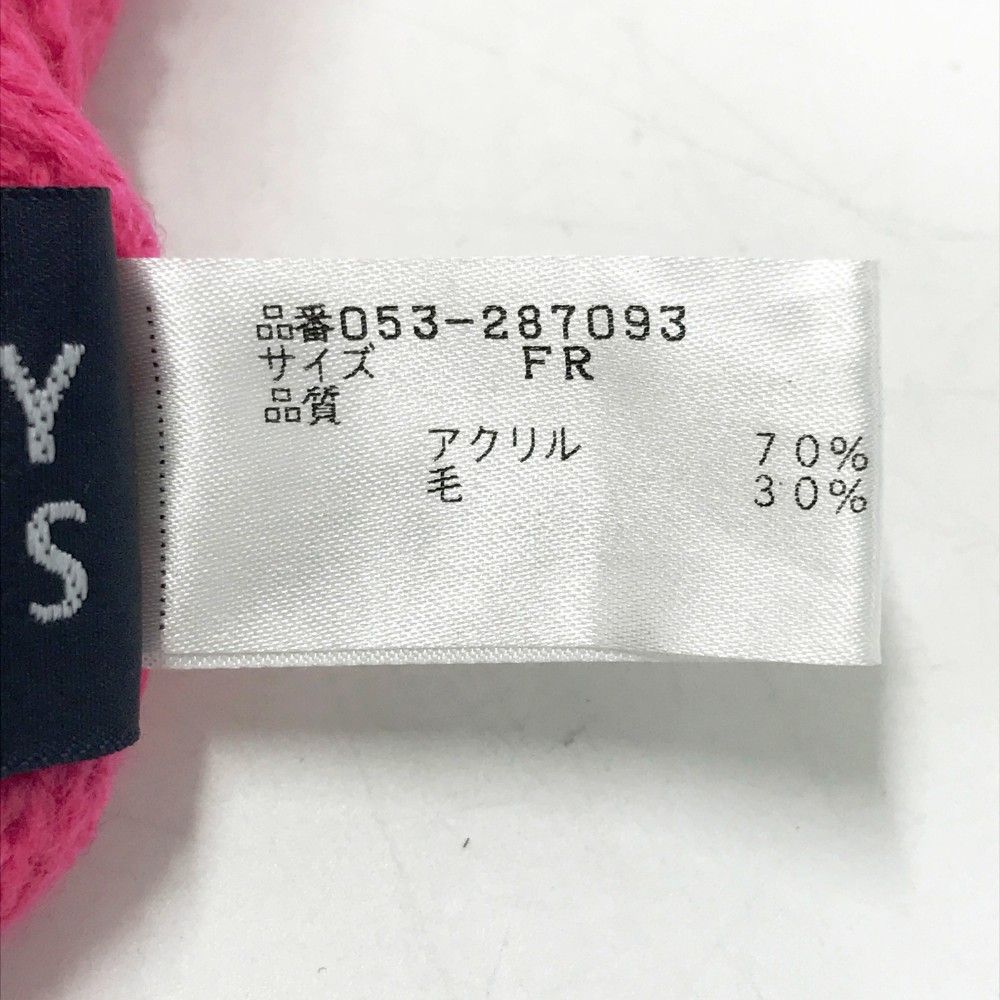 品番053-287093
サイズ FR
品質
アクリル 70%
毛 30%
Y
S